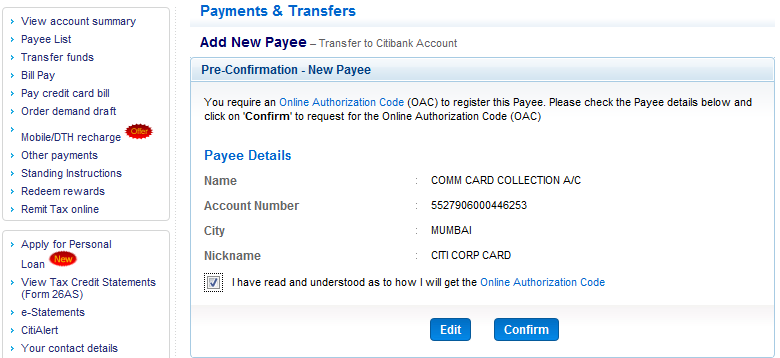 View account summary
Payee List
Transfer funds
Bill Pay
Pay credit card bill
Order demand draft
Mobile/DTH recharge Offer
Other payments
Standing Instructions
Redeem rewards
Remit Tax online
Apply for Personal
Loan New
View Tax Credit Statements
(Form 26AS)
e-Statements
CitiAlert
Your contact details
Payments & Transfers
Add New Payee – Transfer to Citibank Account
Pre-Confirmation - New Payee
You require an Online Authorization Code (OAC) to register this Payee. Please check the Payee details below and
click on 'Confirm' to request for the Online Authorization Code (OAC)
Payee Details
Name : COMM CARD COLLECTION A/C
Account Number : 5527906000446253
City : MUMBAI
Nickname : CITI CORP CARD
I have read and understood as to how I will get the Online Authorization Code
Edit Confirm